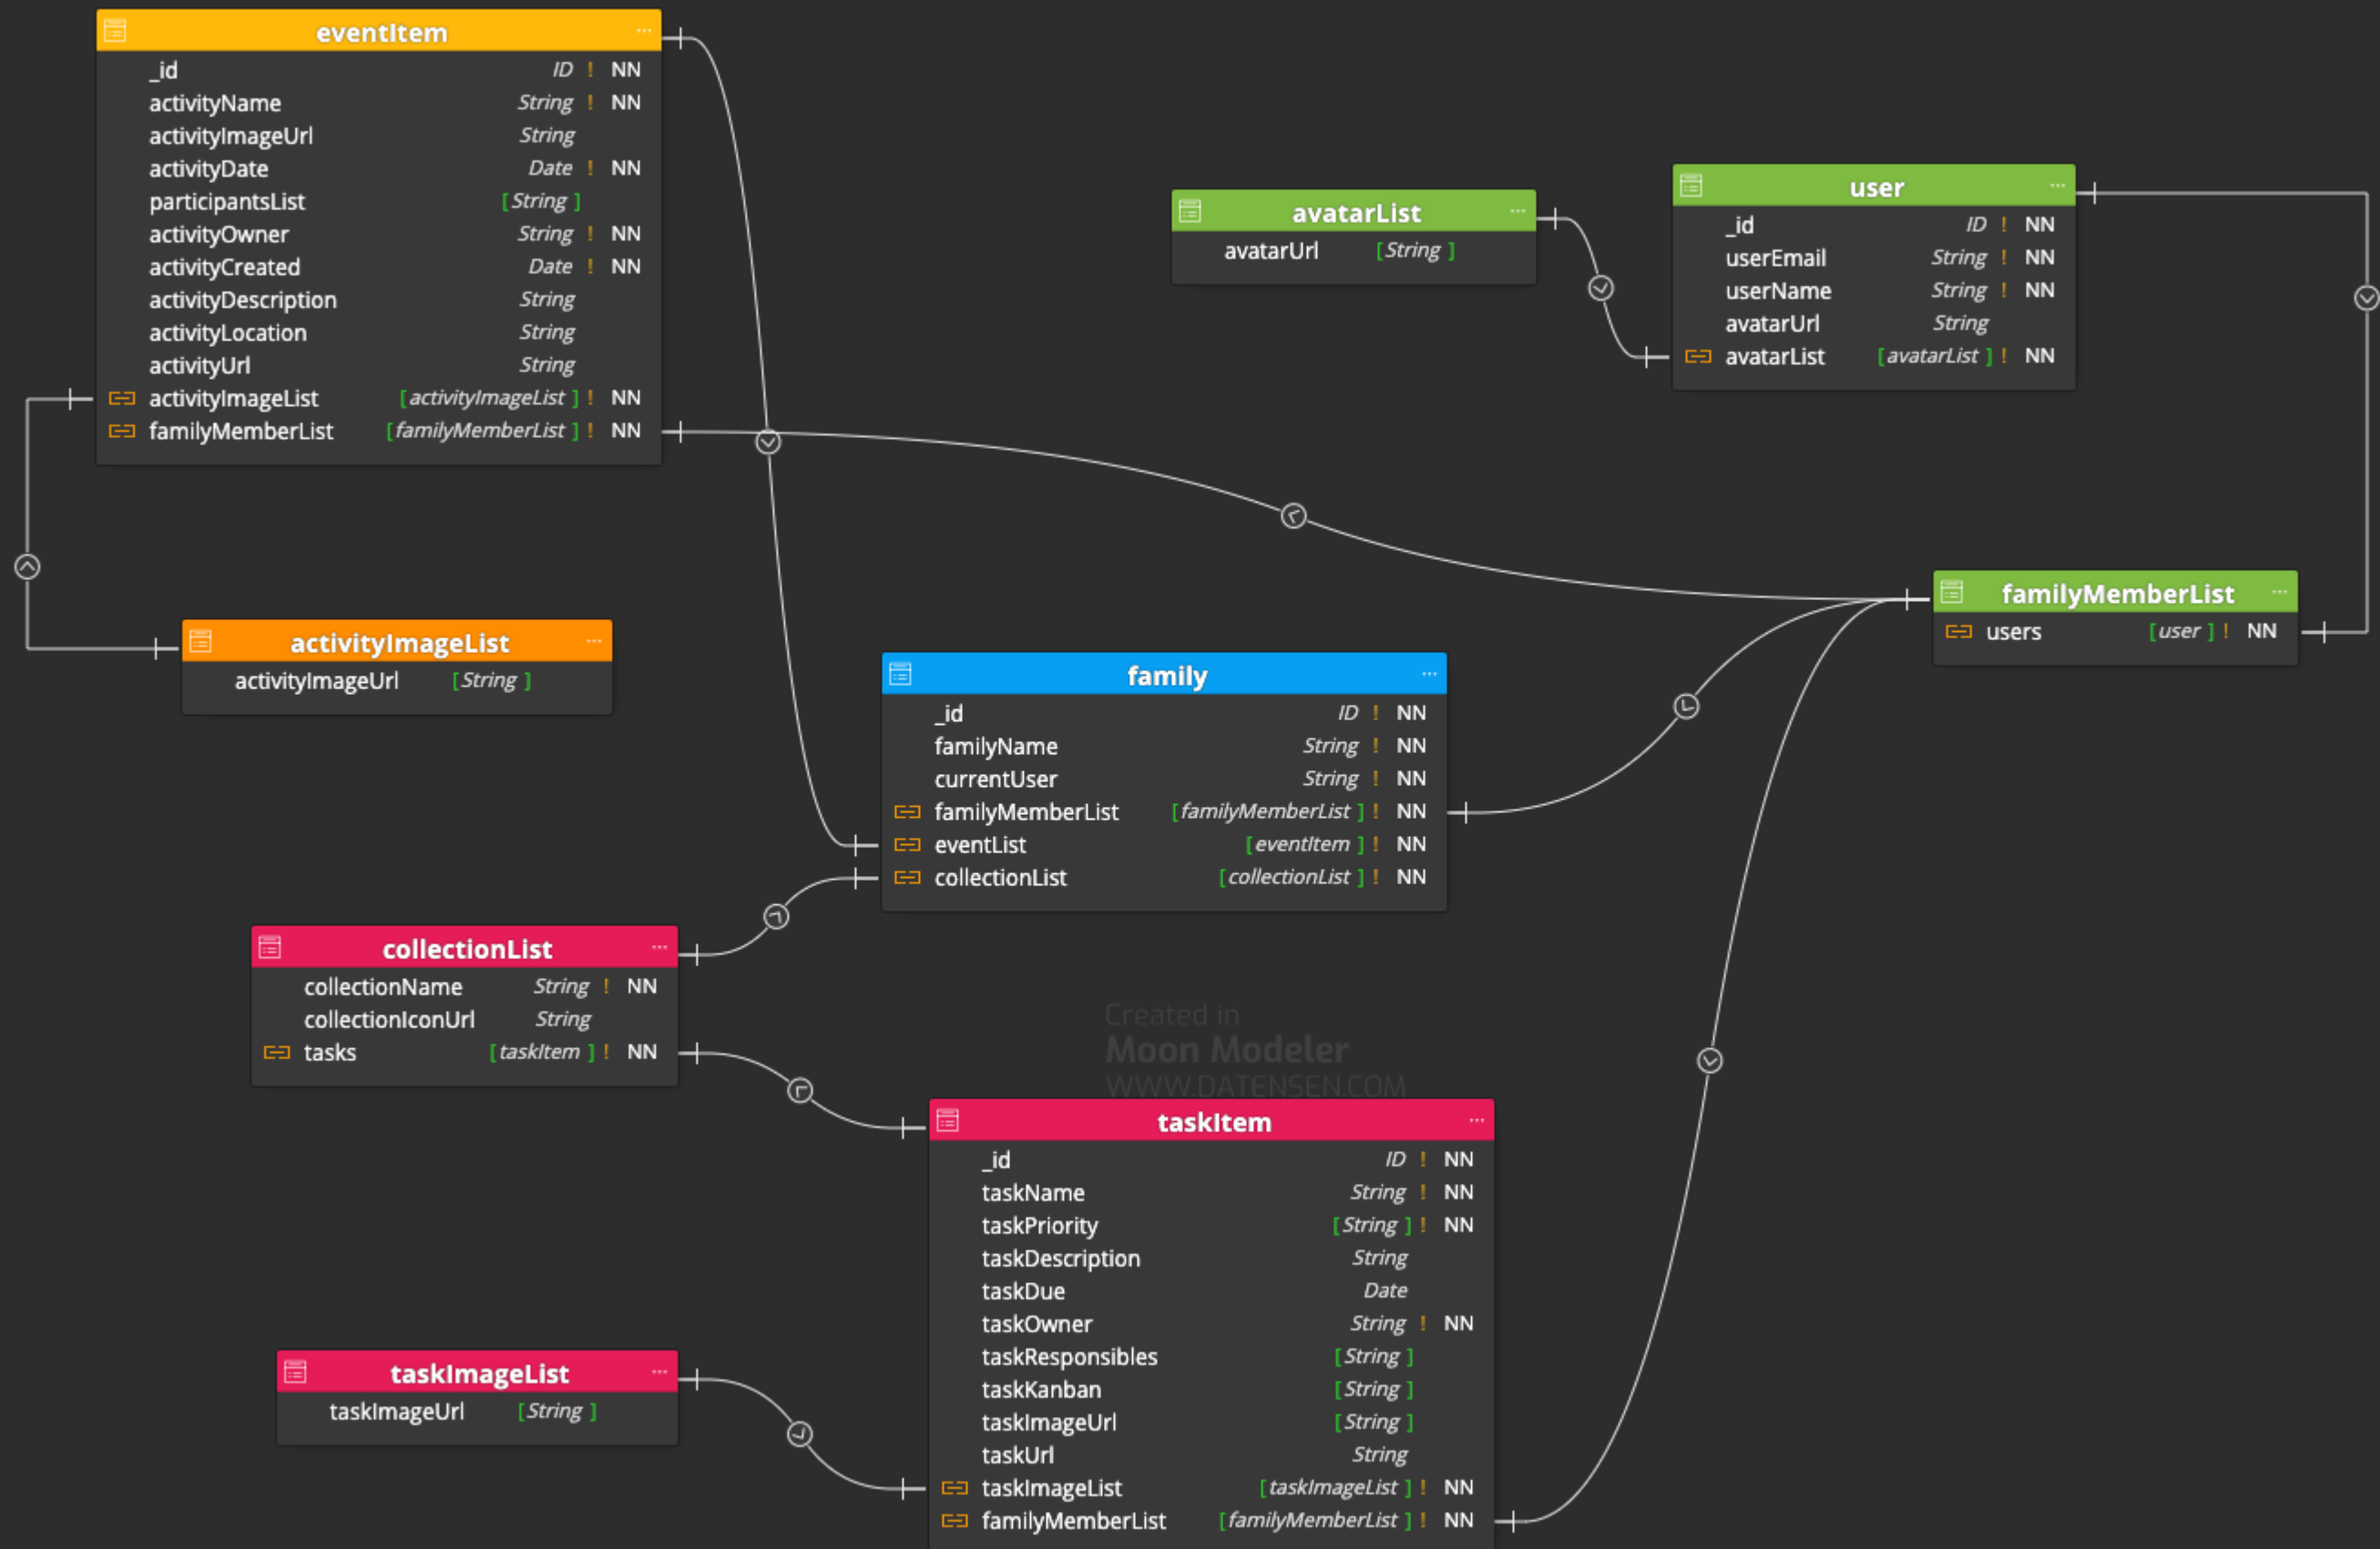 eventItem ...
_id ID ! NN
activityName String ! NN
activityImageUrl String
activityDate Date ! NN
participantsList [ String ]
activityOwner String ! NN
activityCreated Date ! NN
activityDescription String
activityLocation String
activityUrl String
activityImageList [ activityImageList ] ! NN
familyMemberList [ familyMemberList ] ! NN
avatarList ...
avatarUrl [ String ]
user ...
_id ID ! NN
userEmail String ! NN
userName String ! NN
avatarUrl String
avatarList [ avatarList ] ! NN
familyMemberList ...
users [ user ] ! NN
activityImageList ...
activityImageUrl [ String ]
family ...
_id ID ! NN
familyName String ! NN
currentUser String ! NN
familyMemberList [ familyMemberList ] ! NN
eventList [ eventItem ] ! NN
collectionList [ collectionList ] ! NN
collectionList ...
collectionName String ! NN
collectionIconUrl String
tasks [ taskItem ] ! NN
Created in
Moon Modeler
WWW.DATENSEN.COM
taskItem ...
_id ID ! NN
taskName String ! NN
taskPriority [ String ] ! NN
taskDescription String
taskDue Date
taskOwner String ! NN
taskResponsibles [ String ]
taskKanban [ String ]
taskImageUrl [ String ]
taskUrl String
taskImageList [ taskImageList ] ! NN
familyMemberList [ familyMemberList ] ! NN
taskImageList ...
taskImageUrl [ String ]